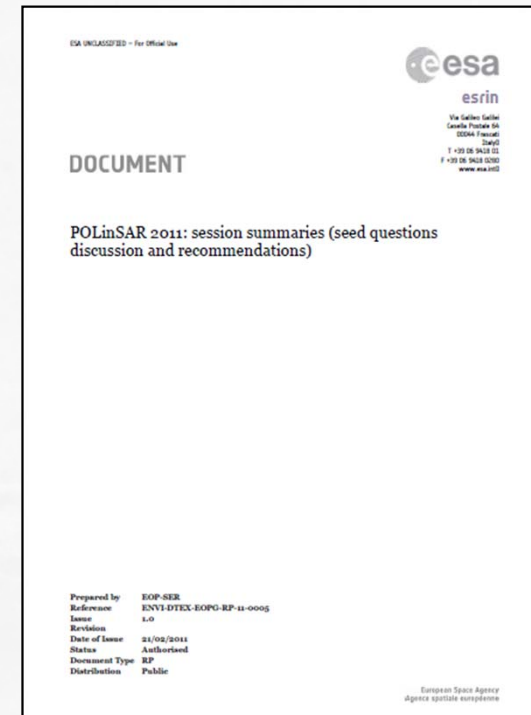 ESA UNCLASSIFIED – For Official Use
esa
esrin
Via Galileo Galilei
Casella Postale 64
00044 Frascati
Italy0
T +39 06 9418 01
F +39 06 9418 0280
www.esa.int0
DOCUMENT
POLinSAR 2011: session summaries (seed questions
discussion and recommendations)
Prepared by EOP-SER
Reference ENVI-DTEX-EOPG-RP-11-0005
Issue 1.0
Revision
Date of Issue 21/02/2011
Status Authorised
Document Type RP
Distribution Public
European Space Agency
Agence spatiale européenne